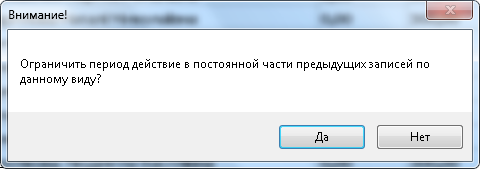 Внимание!
Ограничить период действие в постоянной части предыдущих записей по
данному виду?
Да
Нет